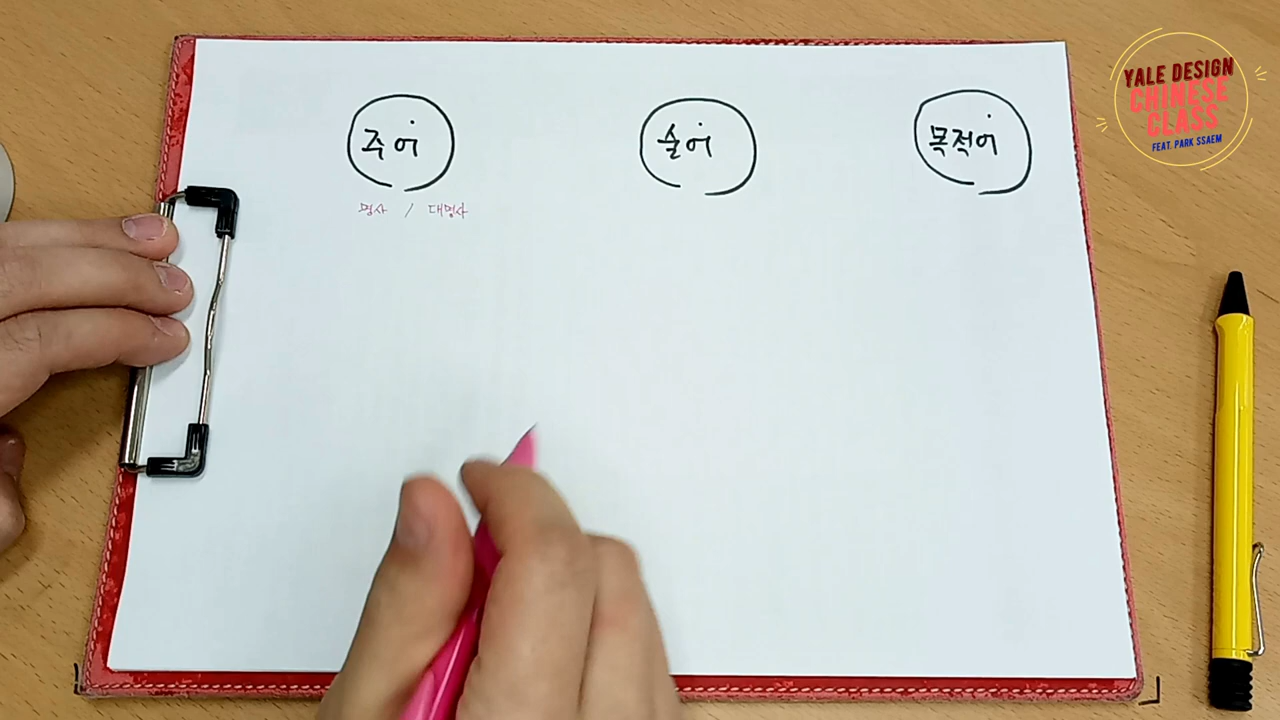 주어 술어 목적어
명사 / 대명사
YALE DESIGN
CHINESE
CLASS
FEAT. PARK SSAEM